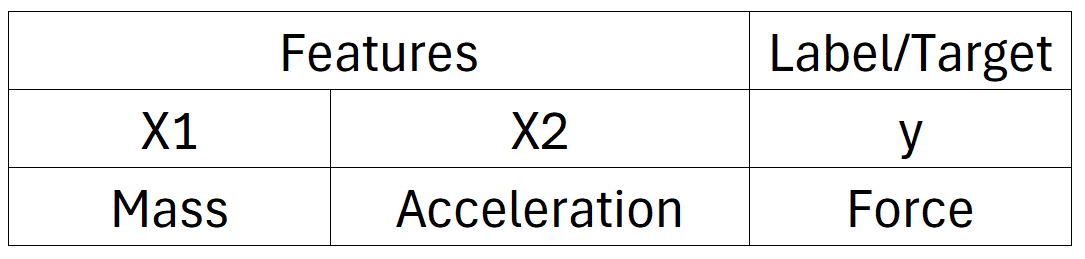 Features Label/Target
X1 X2 y
Mass Acceleration Force